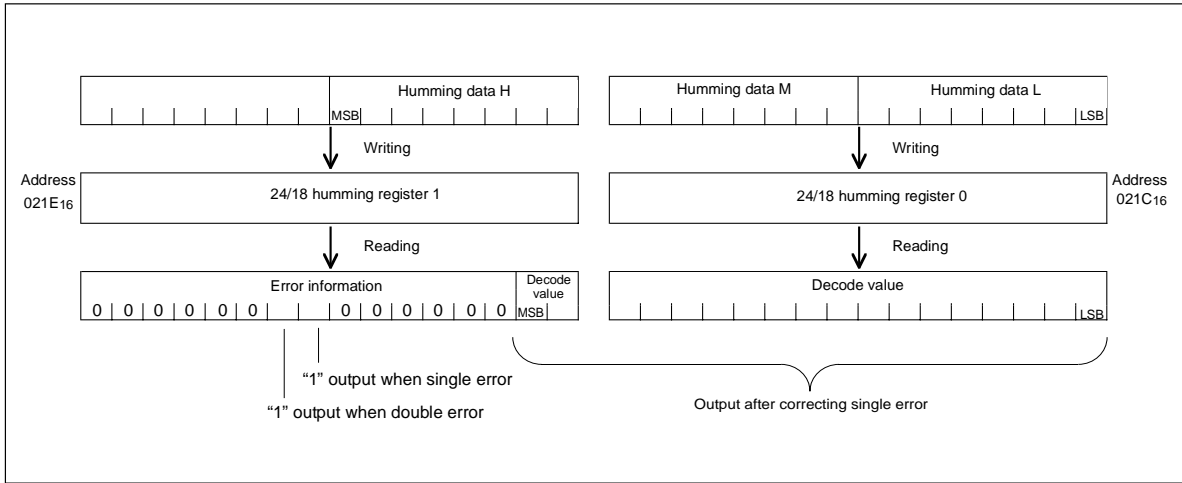 Humming data H
Humming data M
Humming data L
MSB
LSB
Writing
Writing
Address
021E16
24/18 humming register 1
24/18 humming register 0
Address
021C16
Reading
Reading
Error information
Decode
value
Decode value
0 0 0 0 0 0 0 0 0 0 0 0 MSB
LSB
“1” output when single error
“1” output when double error
Output after correcting single error